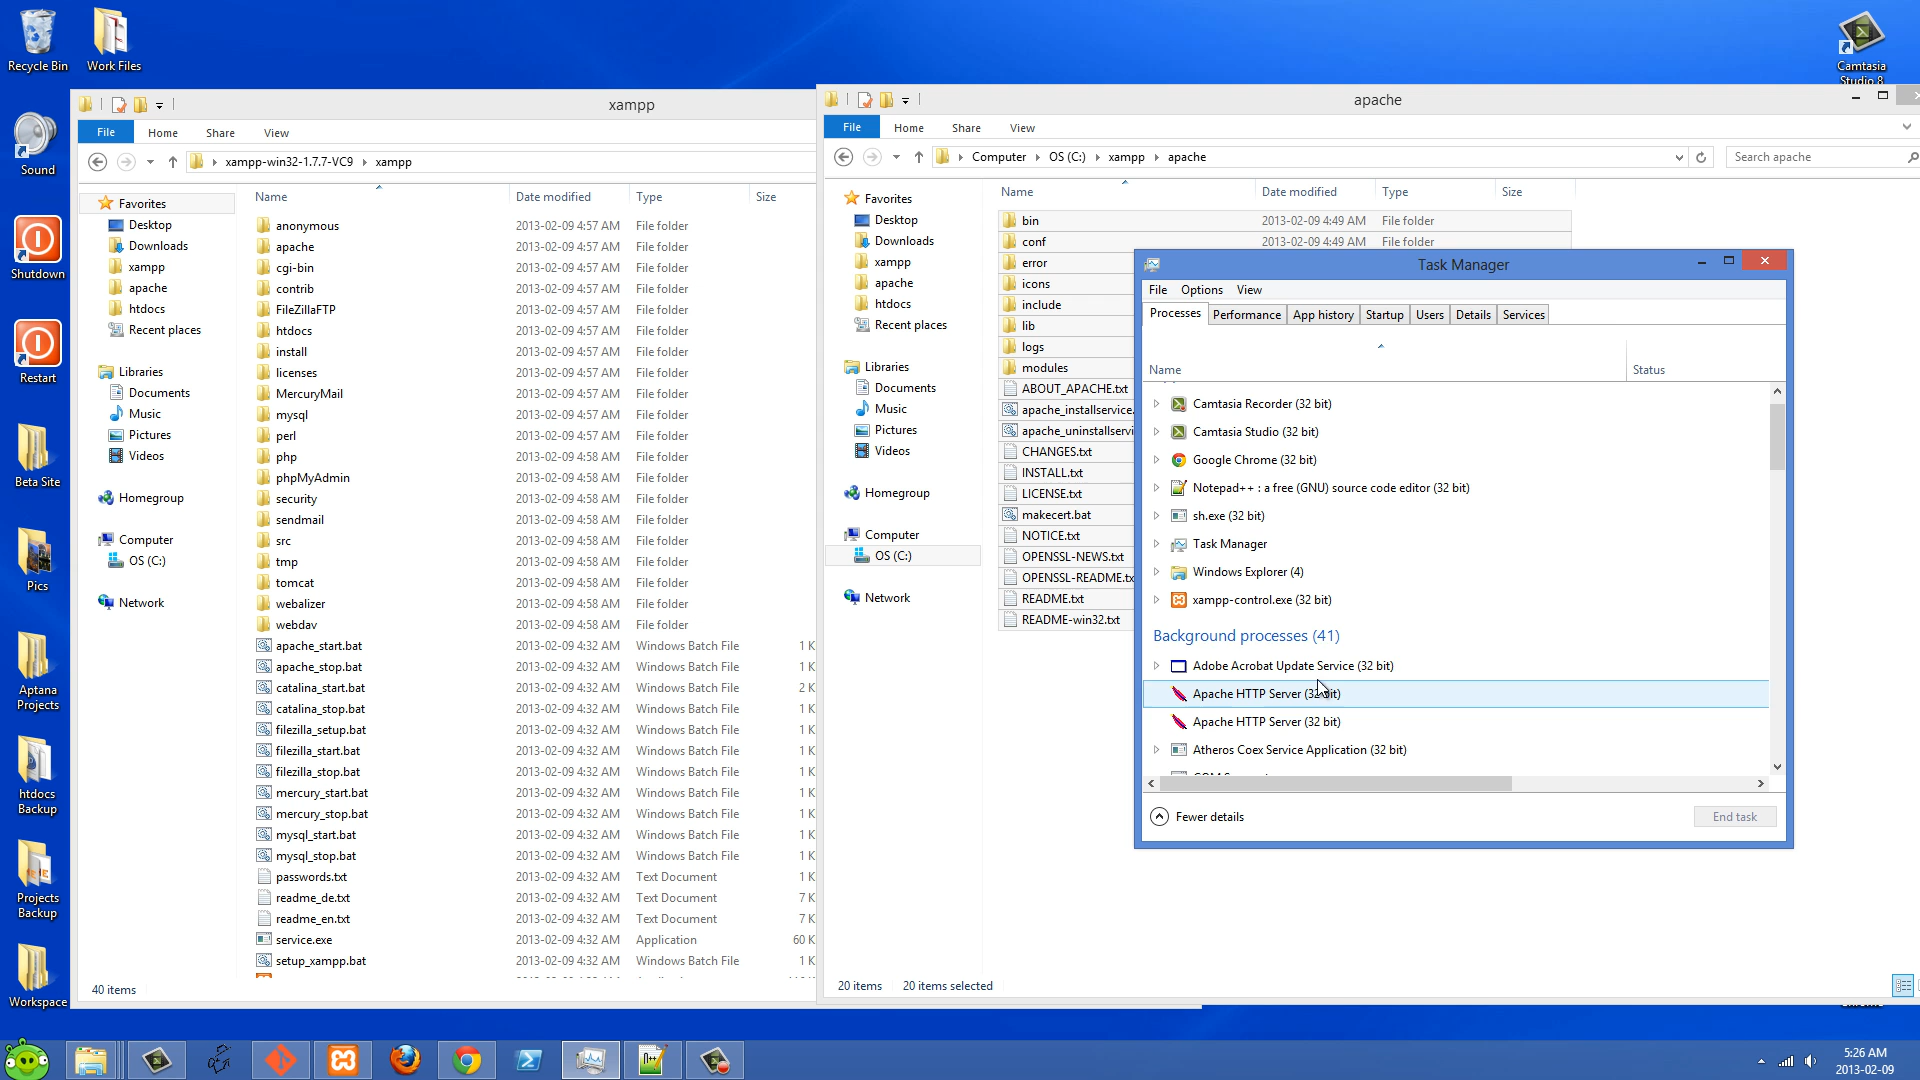 Recycle Bin
Work Files
Sound
Shutdown
Restart
Beta Site
Pics
Aptana
Projects
htdocs
Backup
Projects
Backup
Workspace
Camtasia
Studio 8
xampp
File Home Share View
xampp-win32-1.7.7-VC9 xampp
Favorites
Desktop
Downloads
xampp
apache
htdocs
Recent places
Libraries
Documents
Music
Pictures
Videos
Homegroup
Computer
OS (C:)
Network
Name Date modified Type Size
anonymous 2013-02-09 4:57 AM File folder
apache 2013-02-09 4:57 AM File folder
cgi-bin 2013-02-09 4:57 AM File folder
contrib 2013-02-09 4:57 AM File folder
FileZillaFTP 2013-02-09 4:57 AM File folder
htdocs 2013-02-09 4:57 AM File folder
install 2013-02-09 4:57 AM File folder
licenses 2013-02-09 4:57 AM File folder
MercuryMail 2013-02-09 4:57 AM File folder
mysql 2013-02-09 4:57 AM File folder
perl 2013-02-09 4:57 AM File folder
php 2013-02-09 4:58 AM File folder
phpMyAdmin 2013-02-09 4:58 AM File folder
security 2013-02-09 4:58 AM File folder
sendmail 2013-02-09 4:58 AM File folder
src 2013-02-09 4:58 AM File folder
tmp 2013-02-09 4:58 AM File folder
tomcat 2013-02-09 4:58 AM File folder
webalizer 2013-02-09 4:58 AM File folder
webdav 2013-02-09 4:58 AM File folder
apache_start.bat 2013-02-09 4:32 AM Windows Batch File 1 K
apache_stop.bat 2013-02-09 4:32 AM Windows Batch File 1 K
catalina_start.bat 2013-02-09 4:32 AM Windows Batch File 2 K
catalina_stop.bat 2013-02-09 4:32 AM Windows Batch File 1 K
filezilla_setup.bat 2013-02-09 4:32 AM Windows Batch File 1 K
filezilla_start.bat 2013-02-09 4:32 AM Windows Batch File 1 K
filezilla_stop.bat 2013-02-09 4:32 AM Windows Batch File 1 K
mercury_start.bat 2013-02-09 4:32 AM Windows Batch File 1 K
mercury_stop.bat 2013-02-09 4:32 AM Windows Batch File 1 K
mysql_start.bat 2013-02-09 4:32 AM Windows Batch File 1 K
mysql_stop.bat 2013-02-09 4:32 AM Windows Batch File 1 K
passwords.txt 2013-02-09 4:32 AM Text Document 1 K
readme_de.txt 2013-02-09 4:32 AM Text Document 7 K
readme_en.txt 2013-02-09 4:32 AM Text Document 7 K
service.exe 2013-02-09 4:32 AM Application 60 K
setup_xampp.bat 2013-02-09 4:32 AM Windows Batch File 1 K
40 items
apache
File Home Share View
Computer OS (C:) xampp apache
Search apache
Favorites
Desktop
Downloads
xampp
apache
htdocs
Recent places
Libraries
Documents
Music
Pictures
Videos
Homegroup
Computer
OS (C:)
Network
Name Date modified Type Size
bin 2013-02-09 4:49 AM File folder
conf 2013-02-09 4:49 AM File folder
error
icons
include
lib
logs
modules
ABOUT_APACHE.txt
apache_installservice.
apache_uninstallservi
CHANGES.txt
INSTALL.txt
LICENSE.txt
makecert.bat
NOTICE.txt
OPENSSL-NEWS.txt
OPENSSL-README.tx
README.txt
README-win32.txt
20 items 20 items selected
Task Manager
File Options View
Processes Performance App history Startup Users Details Services
Name Status
Camtasia Recorder (32 bit)
Camtasia Studio (32 bit)
Google Chrome (32 bit)
Notepad++ : a free (GNU) source code editor (32 bit)
sh.exe (32 bit)
Task Manager
Windows Explorer (4)
xampp-control.exe (32 bit)
Background processes (41)
Adobe Acrobat Update Service (32 bit)
Apache HTTP Server (32 bit)
Apache HTTP Server (32 bit)
Atheros Coex Service Application (32 bit)
Fewer details
End task
5:26 AM
2013-02-09